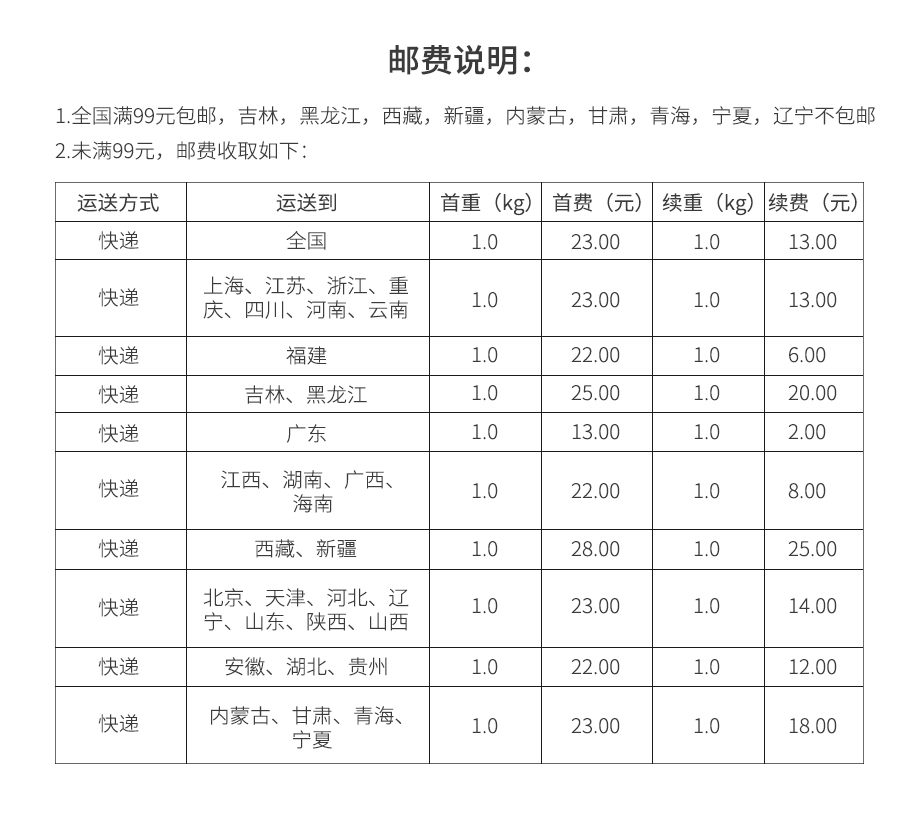 邮费说明：
1.全国满99元包邮，吉林，黑龙江，西藏，新疆，内蒙古，甘肃，青海，宁夏，辽宁不包邮
2.未满99元，邮费收取如下：
运送方式 运送到 首重（kg） 首费（元） 续重（kg） 续费（元）
快递 全国 1.0 23.00 1.0 13.00
快递 上海、江苏、浙江、重 1.0 23.00 1.0 13.00
庆、四川、河南、云南
快递 福建 1.0 22.00 1.0 6.00
快递 吉林、黑龙江 1.0 25.00 1.0 20.00
快递 广东 1.0 13.00 1.0 2.00
快递 江西、湖南、广西、 1.0 22.00 1.0 8.00
海南
快递 西藏、新疆 1.0 28.00 1.0 25.00
快递 北京、天津、河北、辽 1.0 23.00 1.0 14.00
宁、山东、陕西、山西
快递 安徽、湖北、贵州 1.0 22.00 1.0 12.00
快递 内蒙古、甘肃、青海、 1.0 23.00 1.0 18.00
宁夏